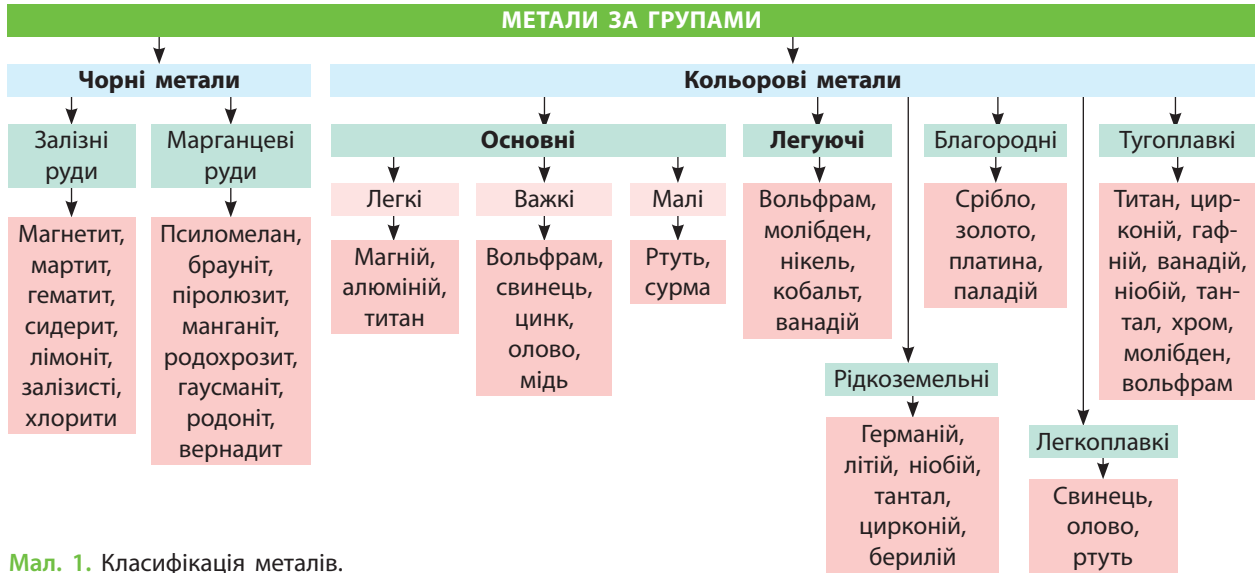 МЕТАЛИ ЗА ГРУПАМИ
Чорні метали
Кольорові метали
Залізні
руди
Марганцеві
руди
Основні
Легуючі
Благородні
Тугоплавкі
Магнетит,
мартит,
гематит,
сидерит,
лімоніт,
залізисті,
хлорити
Псиломелан,
брауніт,
піролюзит,
манганіт,
родохрозит,
гаусманіт,
родоніт,
вернадит
Легкі
Магній,
алюміній,
титан
Важкі
Вольфрам,
свинець,
цинк,
олово,
мідь
Малі
Ртуть,
сурма
Вольфрам,
молібден,
нікель,
кобальт,
ванадій
Срібло,
золото,
платина,
паладій
Титан, цир-
коній, гаф-
ній, ванадій,
ніобій, тан-
тал, хром,
молібден,
вольфрам
Рідкоземельні
Германій,
літій, ніобій,
тантал,
цирконій,
берилій
Легкоплавкі
Свинець,
олово,
ртуть
Мал. 1. Класифікація металів.